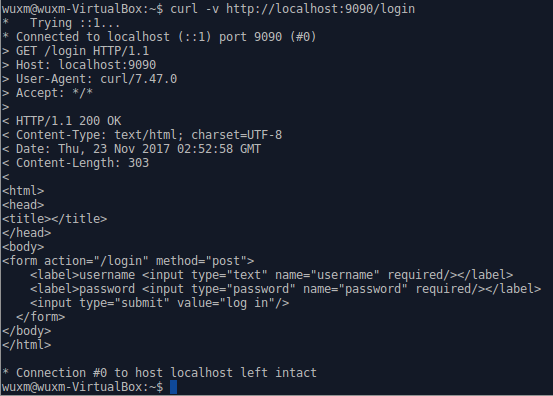 wuxm@wuxm-VirtualBox:~$ curl -v http://localhost:9090/login
*   Trying ::1...
* Connected to localhost (::1) port 9090 (#0)
> GET /login HTTP/1.1
> Host: localhost:9090
> User-Agent: curl/7.47.0
> Accept: */*
>
< HTTP/1.1 200 OK
< Content-Type: text/html; charset=UTF-8
< Date: Thu, 23 Nov 2017 02:52:58 GMT
< Content-Length: 303
<
<html>
<head>
<title></title>
</head>
<body>
<form action="/login" method="post">
    <label>username <input type="text" name="username" required/></label>
    <label>password <input type="password" name="password" required/></label>
    <input type="submit" value="log in"/>
  </form>
</body>
</html>

* Connection #0 to host localhost left intact
wuxm@wuxm-VirtualBox:~$